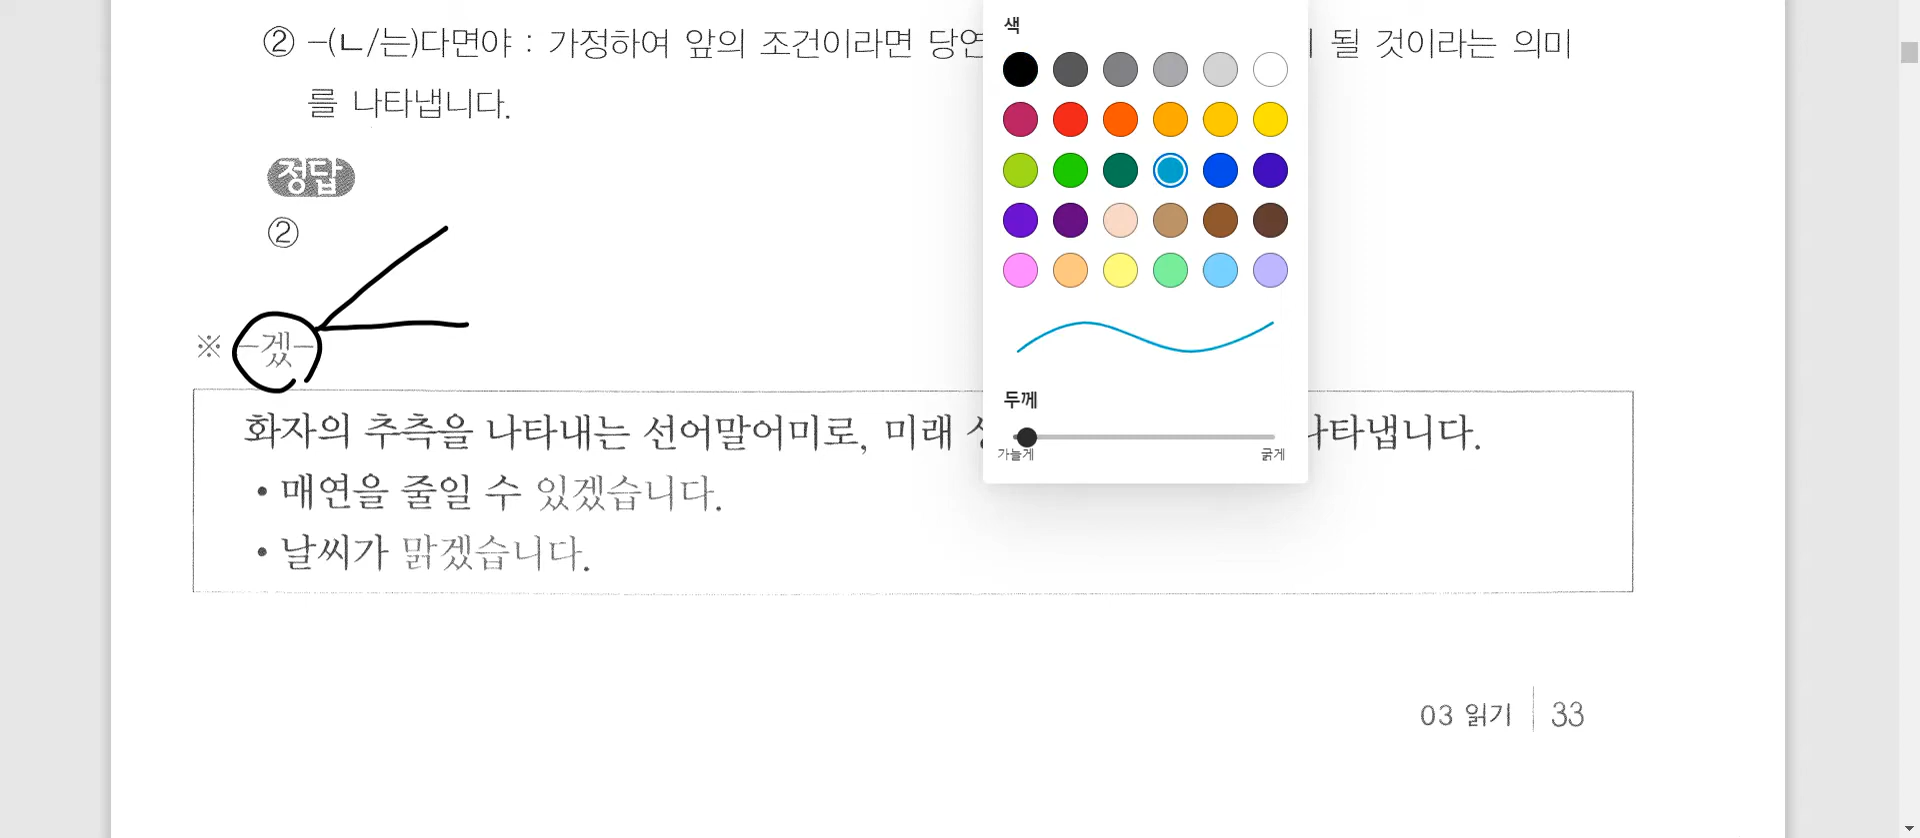 ② -(ㄴ/는)다면야 : 가정하여 앞의 조건이라면 당연 될 것이라는 의미
를 나타냅니다.
정답
②
※ -겠-
화자의 추측을 나타내는 선어말어미로, 미래 나타냅니다.
• 매연을 줄일 수 있겠습니다.
• 날씨가 맑겠습니다.
03 읽기 33
색
두께
가늘게 굵게